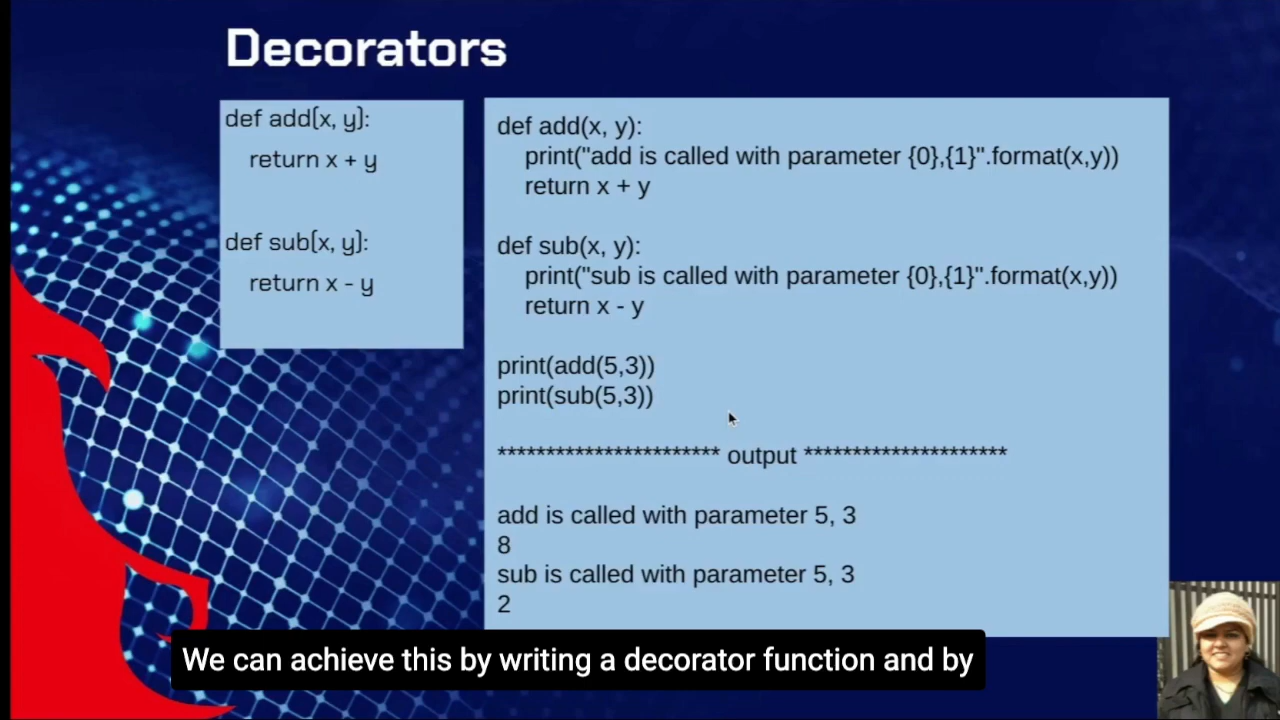 Decorators
def add(x, y):
return x + y
def sub(x, y):
return x - y
def add(x, y):
print("add is called with parameter {0},{1}".format(x,y))
return x + y
def sub(x, y):
print("sub is called with parameter {0},{1}".format(x,y))
return x - y
print(add(5,3))
print(sub(5,3))
*********************** output *********************
add is called with parameter 5, 3
8
sub is called with parameter 5, 3
2
We can achieve this by writing a decorator function and by